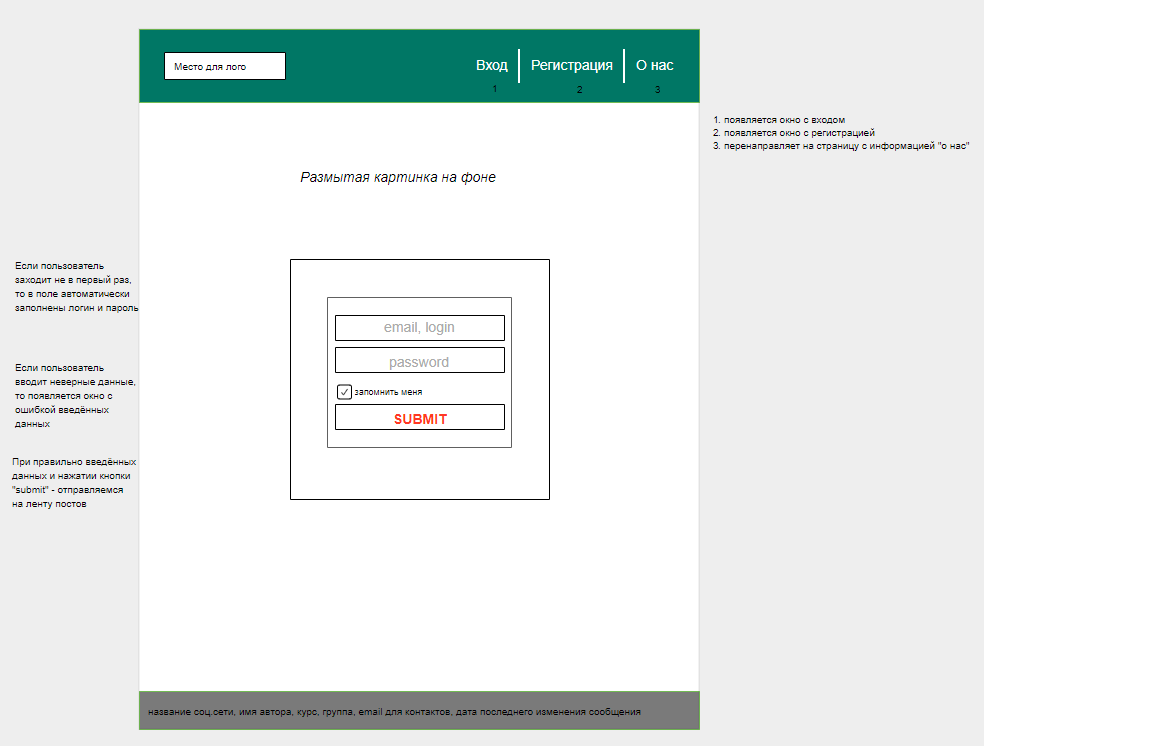 Место для лого
Вход
Регистрация
О нас
1
2
3
1. появляется окно с входом
2. появляется окно с регистрацией
3. перенаправляет на страницу с информацией "о нас"
Размытая картинка на фоне
Если пользователь
заходит не в первый раз,
то в поле автоматически
заполнены логин и пароль
email, login
password
запомнить меня
SUBMIT
Если пользователь
вводит неверные данные,
то появляется окно с
ошибкой введённых
данных
При правильно введённых
данных и нажатии кнопки
"submit" - отправляемся
на ленту постов
название соц.сети, имя автора, курс, группа, email для контактов, дата последнего изменения сообщения